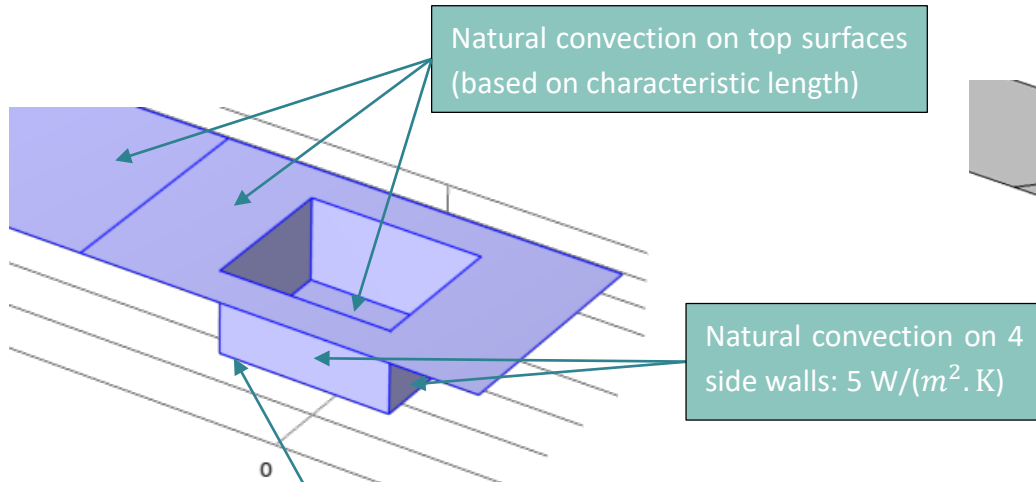 Natural convection on top surfaces
(based on characteristic length)
Natural convection on 4
side walls: 5 W/(m². K)
0